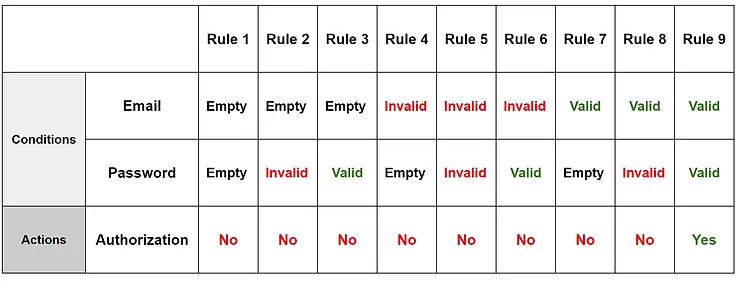 Rule 1 Rule 2 Rule 3 Rule 4 Rule 5 Rule 6 Rule 7 Rule 8 Rule 9
Conditions
Email Empty Empty Empty Invalid Invalid Invalid Valid Valid Valid
Password Empty Invalid Valid Empty Invalid Valid Empty Invalid Valid
Actions Authorization No No No No No No No No Yes